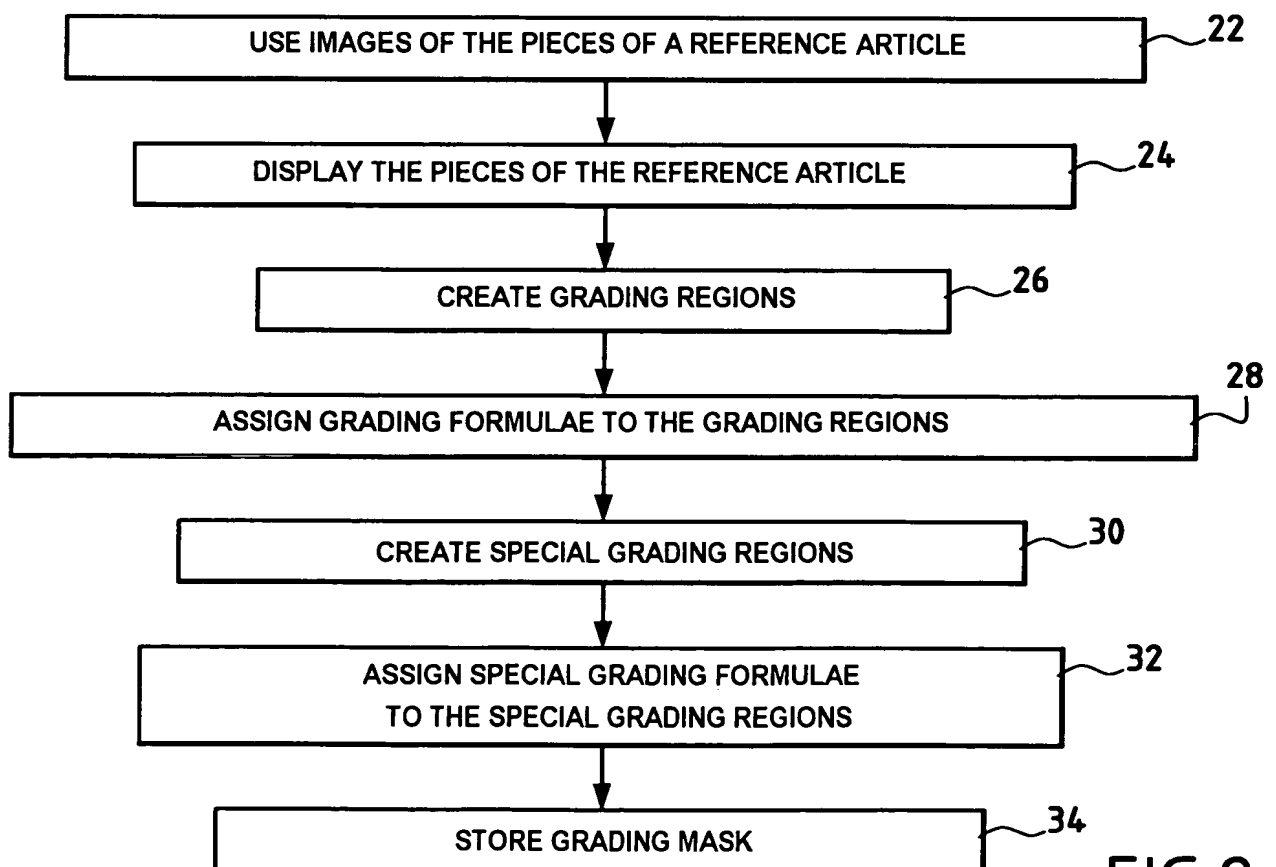 USE IMAGES OF THE PIECES OF A REFERENCE ARTICLE
22
DISPLAY THE PIECES OF THE REFERENCE ARTICLE
24
CREATE GRADING REGIONS
26
28
ASSIGN GRADING FORMULAE TO THE GRADING REGIONS
CREATE SPECIAL GRADING REGIONS
30
ASSIGN SPECIAL GRADING FORMULAE
32
TO THE SPECIAL GRADING REGIONS
STORE GRADING MASK
34